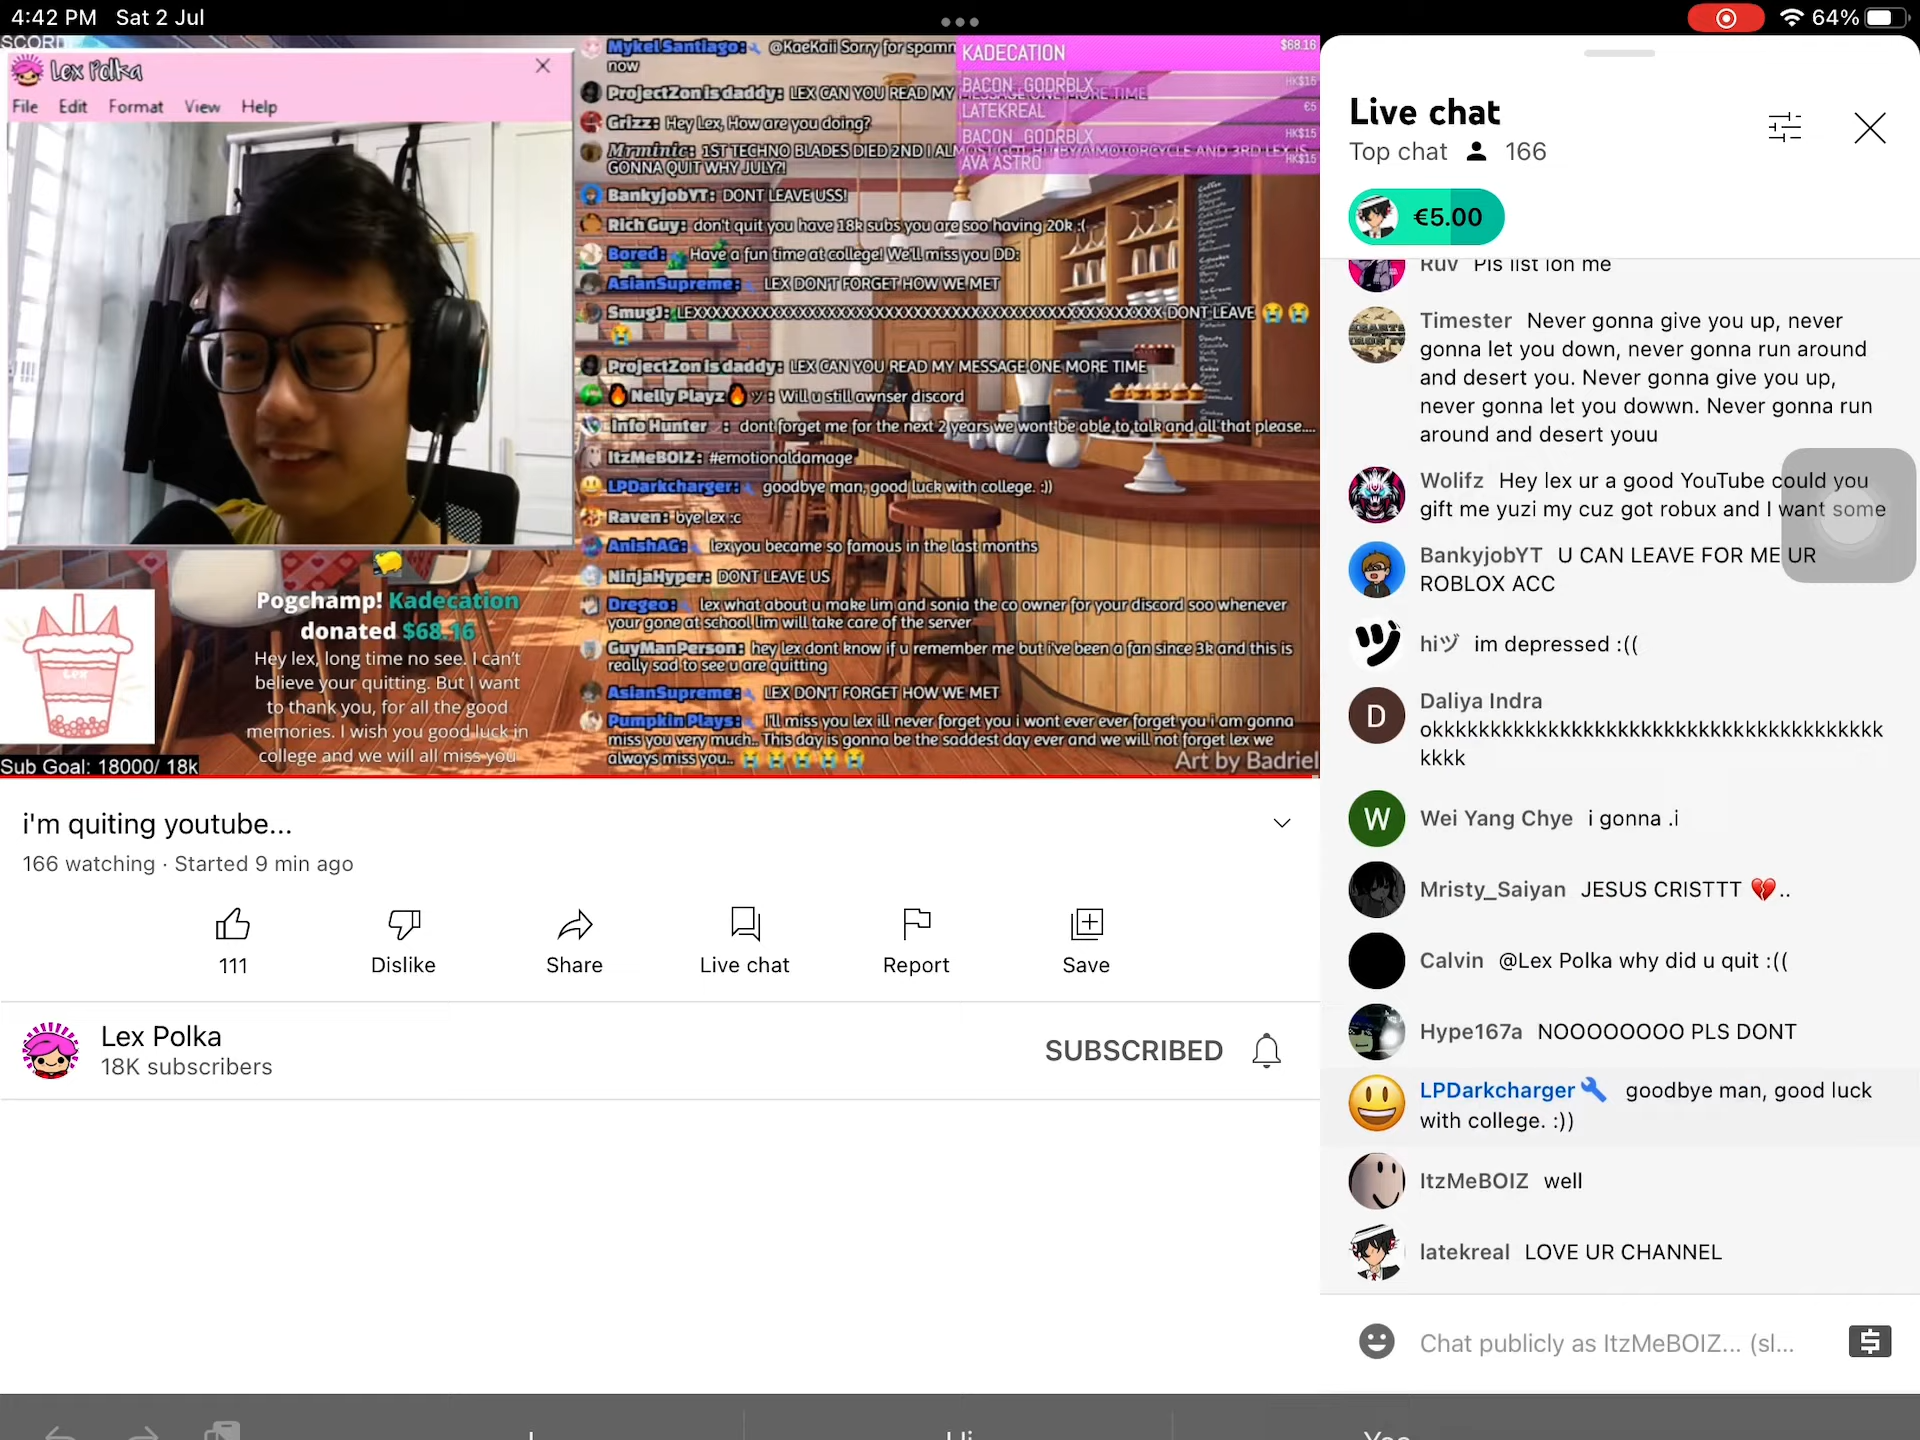 4:42 PM Sat 2 Jul
64%
Lex Polka
File Edit Format View Help
Mykel Santiago: @KaeKaii Sorry for spamm
now
ProjectZon is daddy: LEX CAN YOU READ MY MESSAGE ONE MORE TIME
Grizz: Hey Lex, How are you doing?
Mrminic: 1ST TECHNO BLADES DIED 2ND I ALMOST GOT HIT BY A MOTORCYCLE AND 3RD LEX IS
GONNA QUIT WHY JULY?!
BankyjobYT: DONT LEAVE USS!
Rich Guy: don't quit you have 18k subs you are soo having 20k :(
Bored: Have a fun time at college! We'll miss you DD:
AsianSupreme: LEX DON'T FORGET HOW WE MET
SmugJ: LEXXXXXXXXXXXXXXXXXXXXXXXXXXXXXXXXXXXXXXXXXXXXXXXXX DONT LEAVE 😭 😭
😭
ProjectZon is daddy: LEX CAN YOU READ MY MESSAGE ONE MORE TIME
🔥Nelly Playz🔥ツ: Will u still awnser discord
Info Hunter : dont forget me for the next 2 years we wont be able to talk and all that please....
ItzMeBOIZ: #emotionaldamage
LPDarkcharger: goodbye man, good luck with college. :))
Raven: bye lex :c
AnishAG: lex you became so famous in the last months
NinjaHyper: DONT LEAVE US
Dregeo: lex what about u make lim and sonia the co owner for your discord soo whenever
your gone at school lim will take care of the server
GuyManPerson: hey lex dont know if u remember me but i've been a fan since 3k and this is
really sad to see u are quitting
AsianSupreme: LEX DON'T FORGET HOW WE MET
Pumpkin Plays: I'll miss you lex ill never forget you i wont ever ever forget you i am gonna
miss you very much.. This day is gonna be the saddest day ever and we will not forget lex we
always miss you.. 😭 😭 😭 😭 😭
KADECATION $68.16
BACON_GODRBLX HK$15
LATEKREAL €5
BACON_GODRBLX HK$15
AVA ASTRO HK$15
Pogchamp! Kadecation
donated $68.16
Hey lex, long time no see. I can't
believe your quitting. But I want
to thank you, for all the good
memories. I wish you good luck in
college and we will all miss you
Sub Goal: 18000/ 18k
Art by Badriel
i'm quiting youtube...
166 watching · Started 9 min ago
111 Dislike Share Live chat Report Save
Lex Polka
18K subscribers
SUBSCRIBED
Live chat
Top chat 166
€5.00
Ruv Pls list ion me
Timester Never gonna give you up, never
gonna let you down, never gonna run around
and desert you. Never gonna give you up,
never gonna let you dowwn. Never gonna run
around and desert youu
Wolifz Hey lex ur a good YouTube could you
gift me yuzi my cuz got robux and I want some
BankyjobYT U CAN LEAVE FOR ME UR
ROBLOX ACC
hiヅ im depressed :((
D Daliya Indra
okkkkkkkkkkkkkkkkkkkkkkkkkkkkkkkkkkkkkkk
kkkk
W Wei Yang Chye i gonna .i
Mristy_Saiyan JESUS CRISTTT 💔..
Calvin @Lex Polka why did u quit :((
Hype167a NOOOOOOOO PLS DONT
LPDarkcharger goodbye man, good luck
with college. :))
ItzMeBOIZ well
latekreal LOVE UR CHANNEL
Chat publicly as ItzMeBOIZ... (sl...